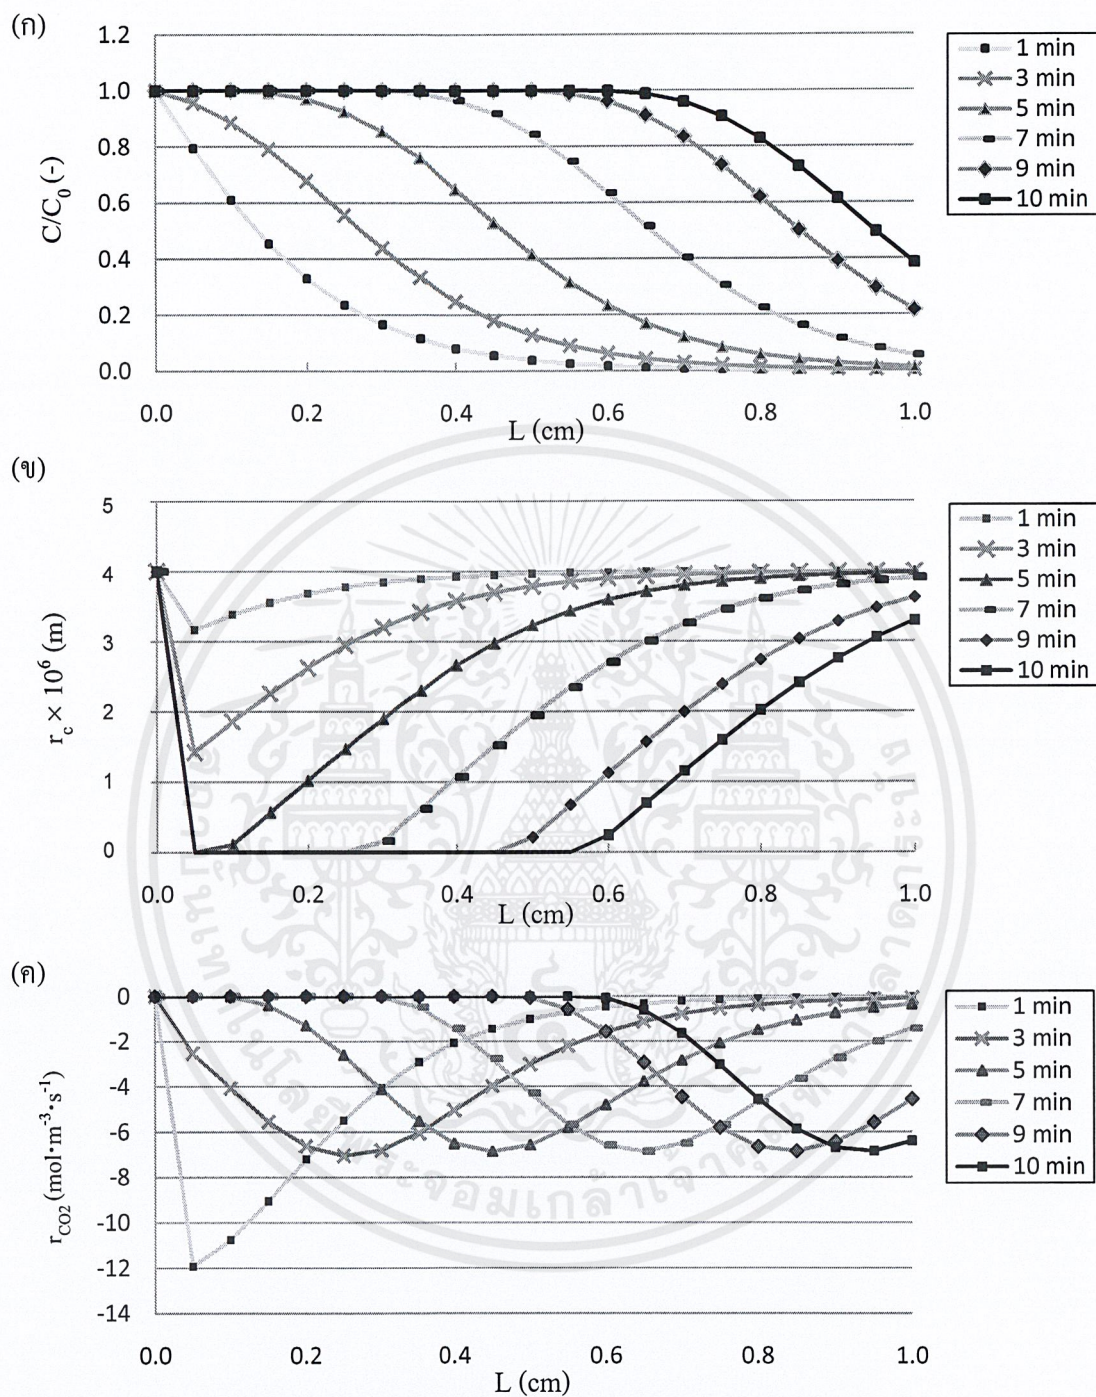 (ก)
1.2
1.0
0.8
0.6
0.4
0.2
0.0
C/C0 (-)
0.0 0.2 0.4 0.6 0.8 1.0
L (cm)
1 min
3 min
5 min
7 min
9 min
10 min
(ข)
5
4
3
2
1
0
rc × 10⁶ (m)
0.0 0.2 0.4 0.6 0.8 1.0
L (cm)
1 min
3 min
5 min
7 min
9 min
10 min
(ค)
0
-2
-4
-6
-8
-10
-12
-14
rCO2 (mol·m⁻³·s⁻¹)
0.0 0.2 0.4 0.6 0.8 1.0
L (cm)
1 min
3 min
5 min
7 min
9 min
10 min